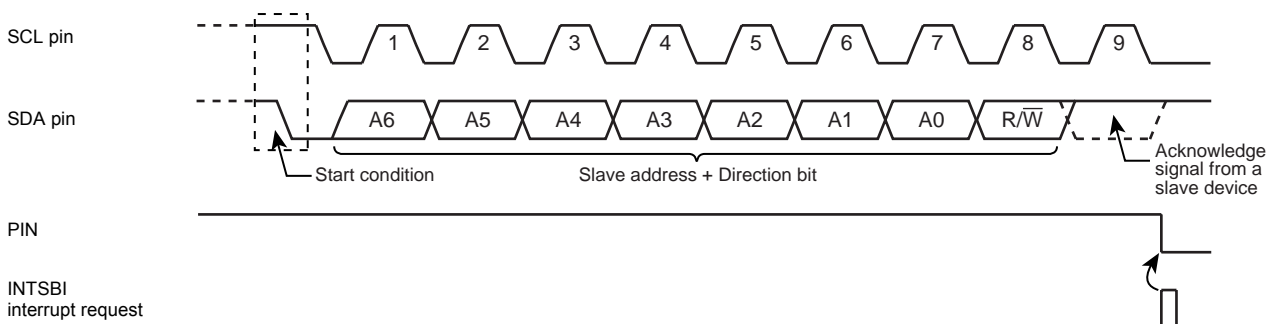 SCL pin
1 2 3 4 5 6 7 8 9
SDA pin
A6 A5 A4 A3 A2 A1 A0 R/W̅
Start condition
Slave address + Direction bit
Acknowledge
signal from a
slave device
PIN
INTSBI
interrupt request